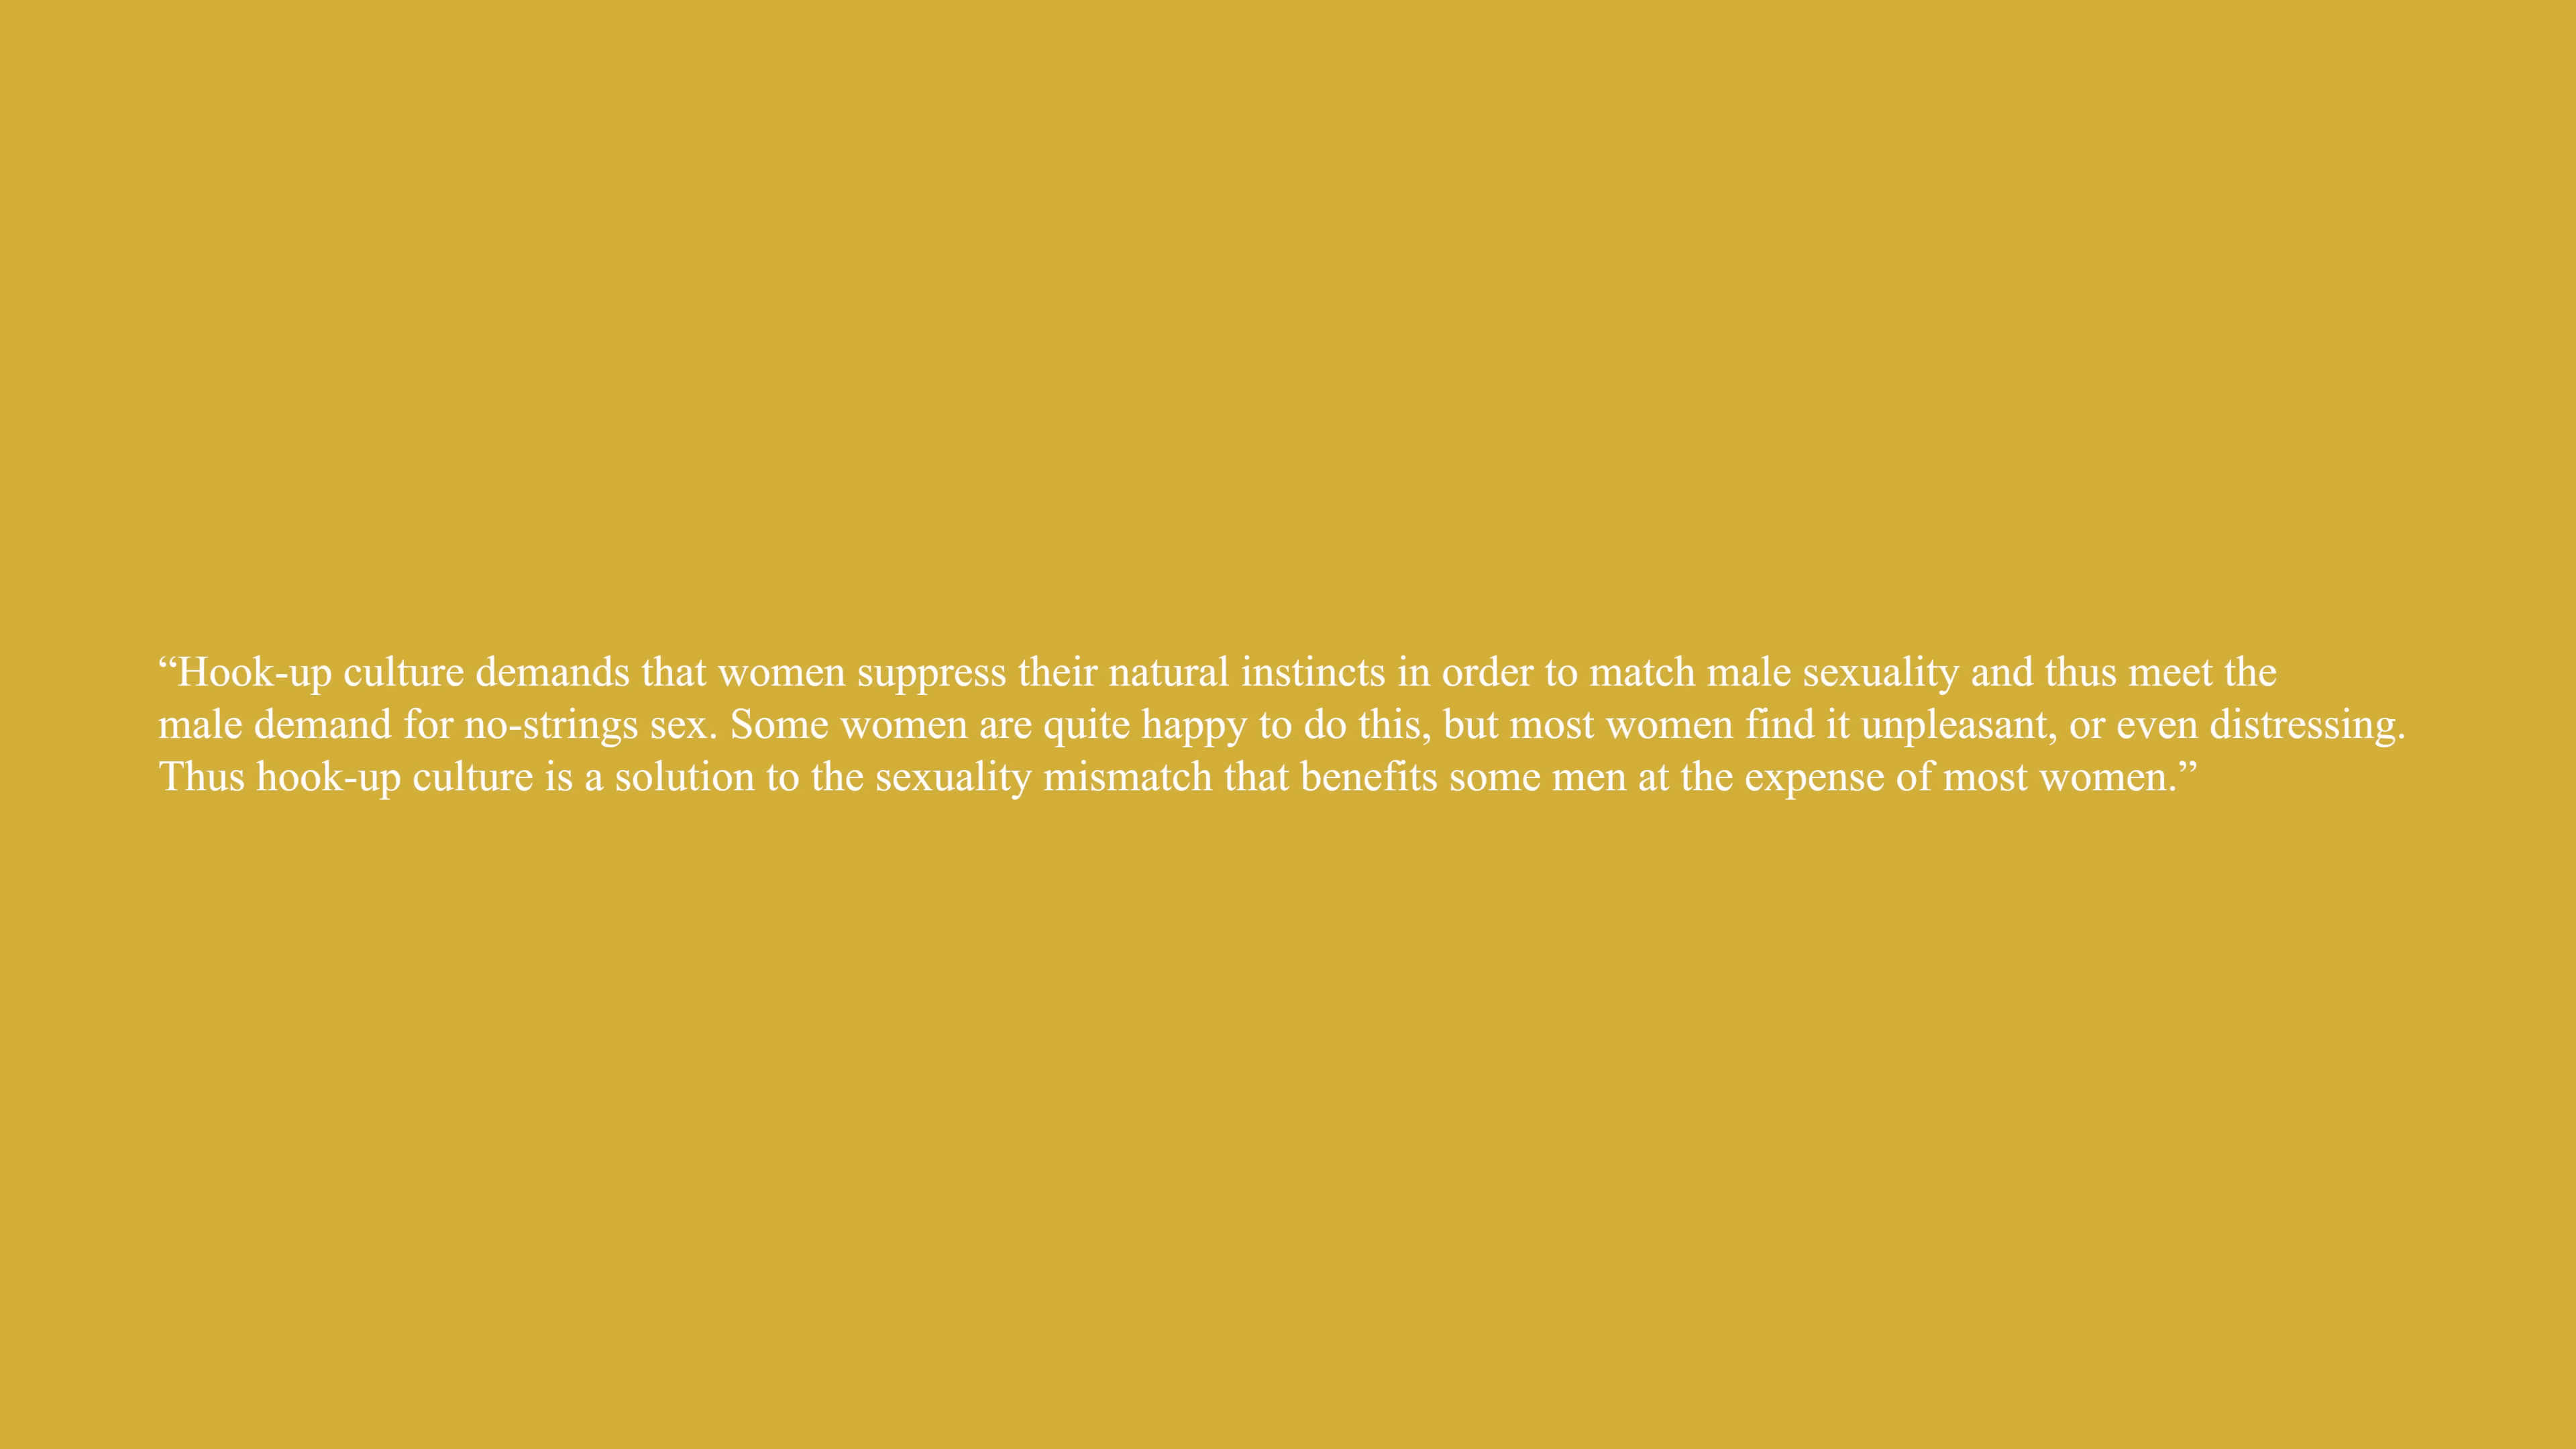 “Hook-up culture demands that women suppress their natural instincts in order to match male sexuality and thus meet the
male demand for no-strings sex. Some women are quite happy to do this, but most women find it unpleasant, or even distressing.
Thus hook-up culture is a solution to the sexuality mismatch that benefits some men at the expense of most women.”